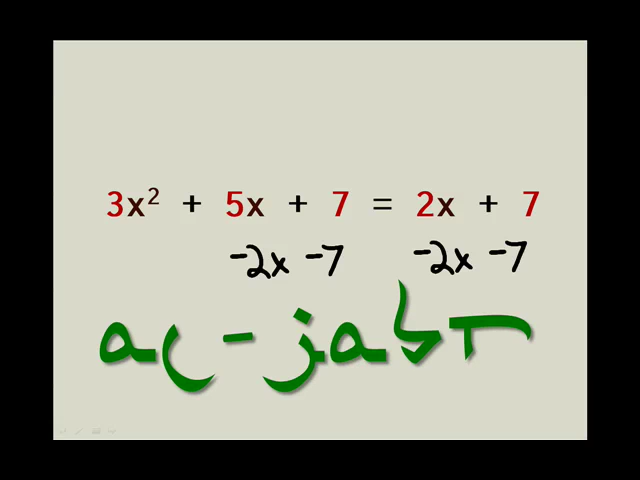 3x² + 5x + 7 = 2x + 7
-2x -7 -2x -7
al-jabr